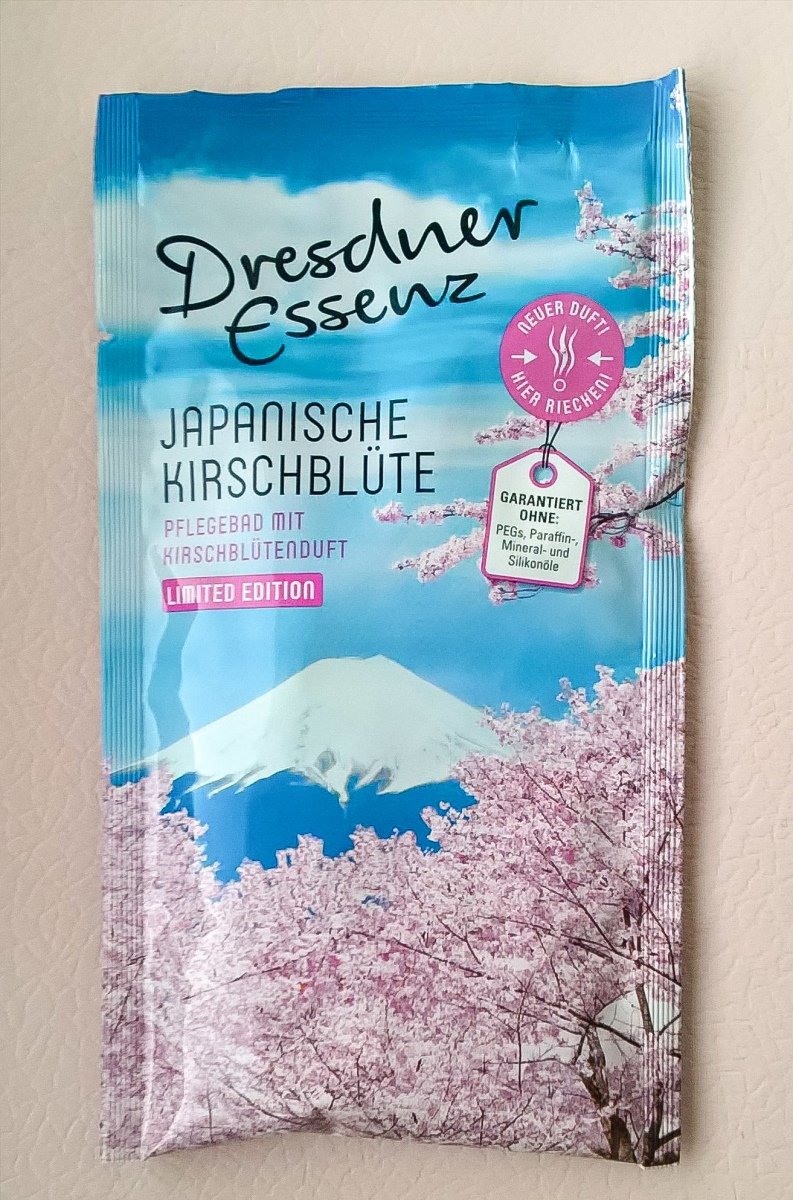 Dresdner
Essenz
NEUER DUFT!
HIER RIECHEN!
JAPANISCHE
KIRSCHBLÜTE
PFLEGEBAD MIT
KIRSCHBLÜTENDUFT
LIMITED EDITION
GARANTIERT
OHNE:
PEGs, Paraffin-,
Mineral- und
Silikonöle